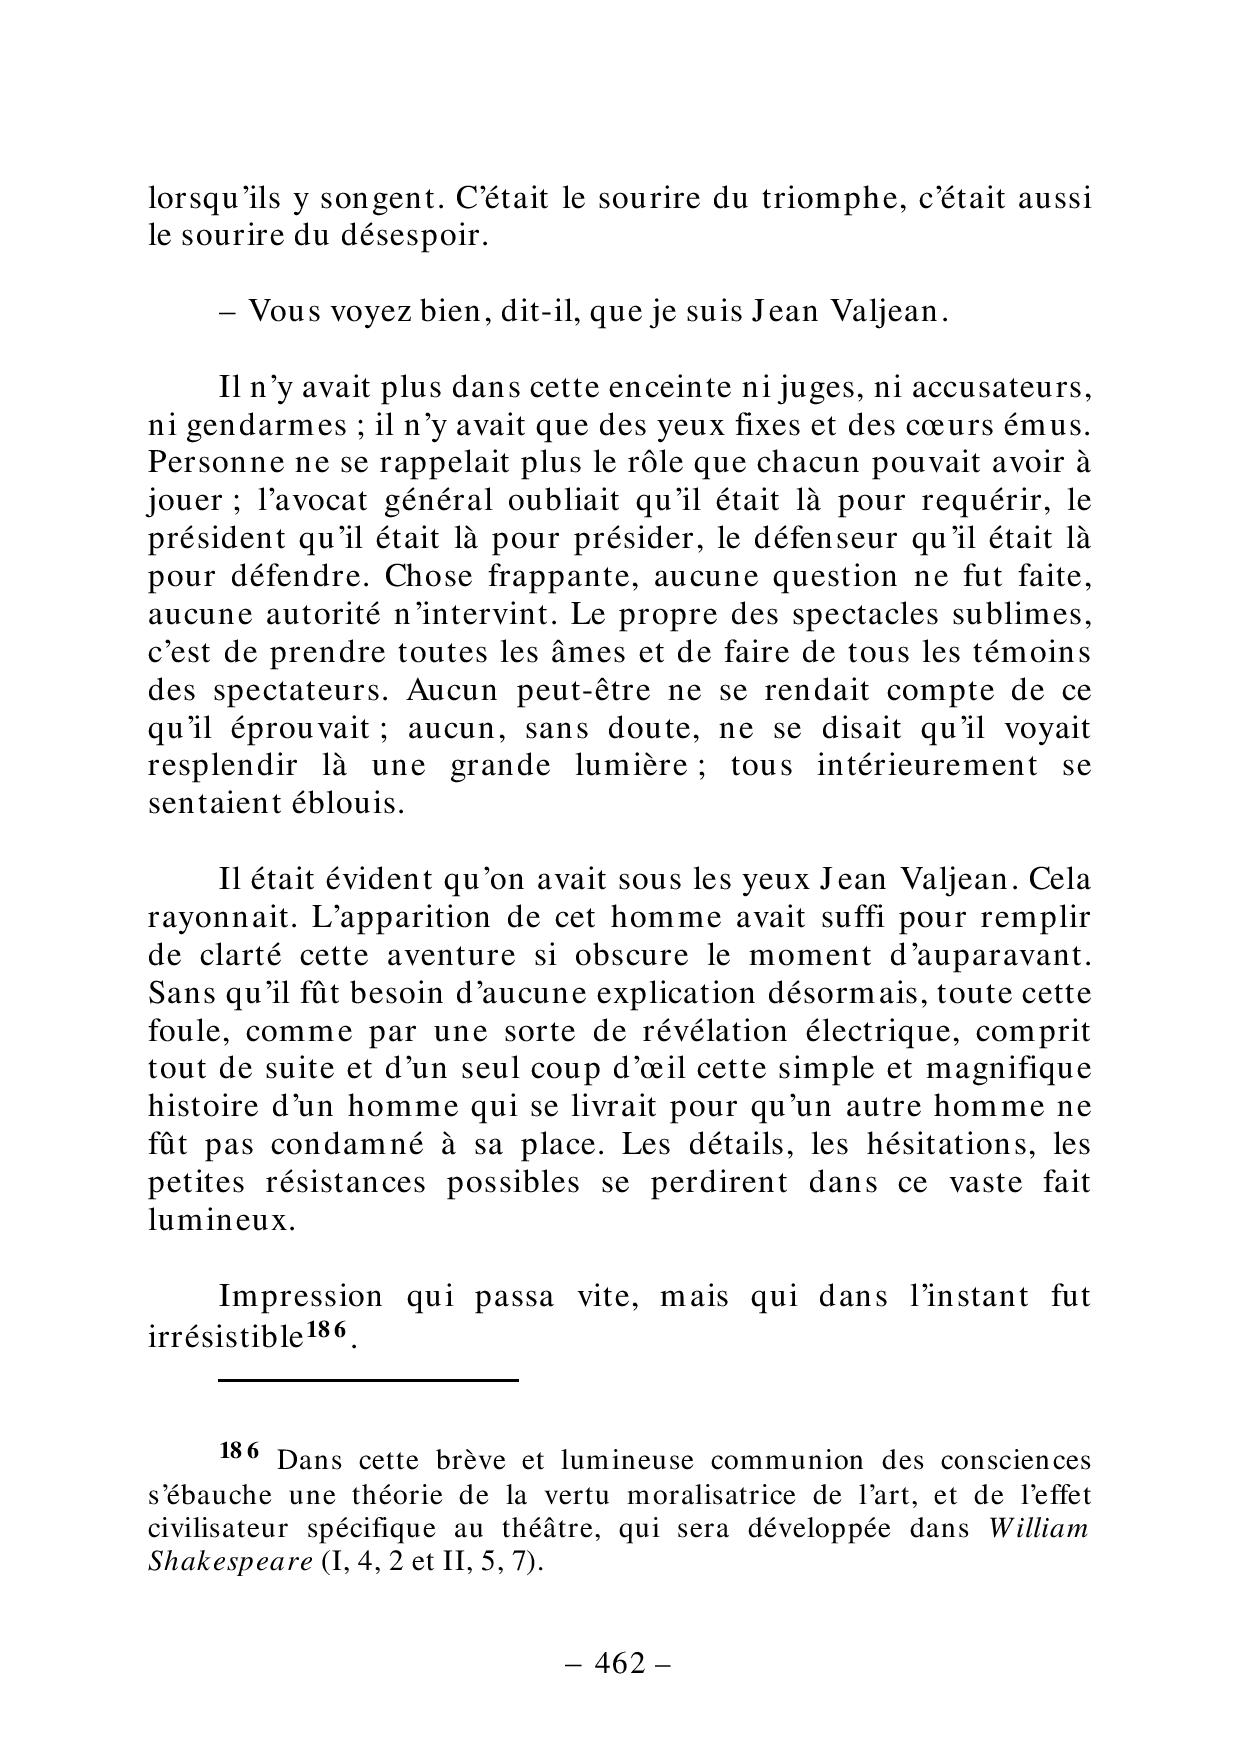 lorsqu’ils y songent. C’était le sourire du triomphe, c’était aussi
le sourire du désespoir.
– Vous voyez bien, dit-il, que je suis Jean Valjean.
Il n’y avait plus dans cette enceinte ni juges, ni accusateurs,
ni gendarmes ; il n’y avait que des yeux fixes et des cœurs émus.
Personne ne se rappelait plus le rôle que chacun pouvait avoir à
jouer ; l’avocat général oubliait qu’il était là pour requérir, le
président qu’il était là pour présider, le défenseur qu’il était là
pour défendre. Chose frappante, aucune question ne fut faite,
aucune autorité n’intervint. Le propre des spectacles sublimes,
c’est de prendre toutes les âmes et de faire de tous les témoins
des spectateurs. Aucun peut-être ne se rendait compte de ce
qu’il éprouvait ; aucun, sans doute, ne se disait qu’il voyait
resplendir là une grande lumière ; tous intérieurement se
sentaient éblouis.
Il était évident qu’on avait sous les yeux Jean Valjean. Cela
rayonnait. L’apparition de cet homme avait suffi pour remplir
de clarté cette aventure si obscure le moment d’auparavant.
Sans qu’il fût besoin d’aucune explication désormais, toute cette
foule, comme par une sorte de révélation électrique, comprit
tout de suite et d’un seul coup d’œil cette simple et magnifique
histoire d’un homme qui se livrait pour qu’un autre homme ne
fût pas condamné à sa place. Les détails, les hésitations, les
petites résistances possibles se perdirent dans ce vaste fait
lumineux.
Impression qui passa vite, mais qui dans l’instant fut
irrésistible186.
186 Dans cette brève et lumineuse communion des consciences
s’ébauche une théorie de la vertu moralisatrice de l’art, et de l’effet
civilisateur spécifique au théâtre, qui sera développée dans William
Shakespeare (I, 4, 2 et II, 5, 7).
– 462 –